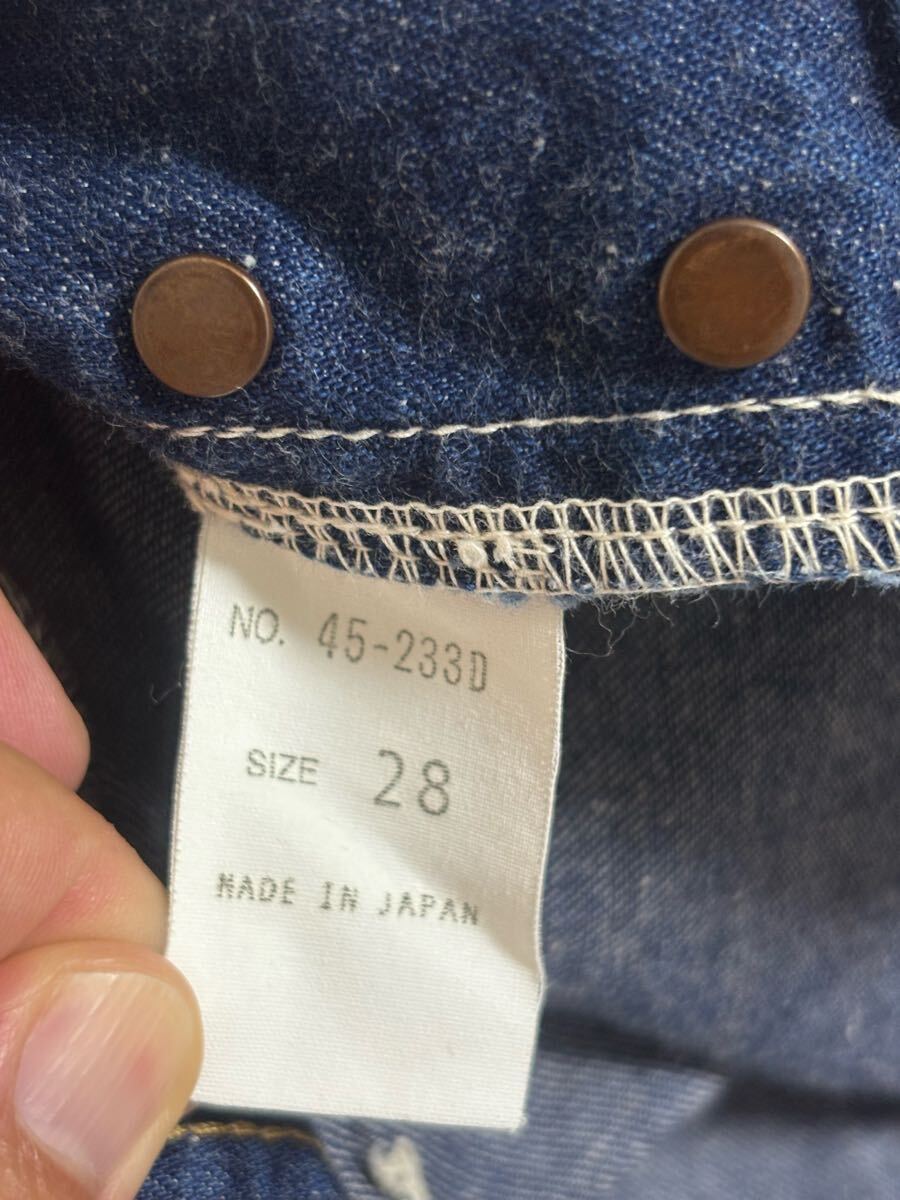 NO. 45-233D
SIZE 28
MADE IN JAPAN